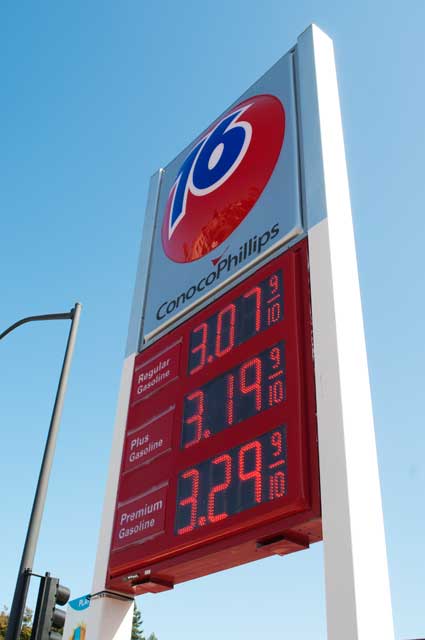 76
ConocoPhillips
Regular
Gasoline
3.07 9/10
Plus
Gasoline
3.19 9/10
Premium
Gasoline
3.29 9/10